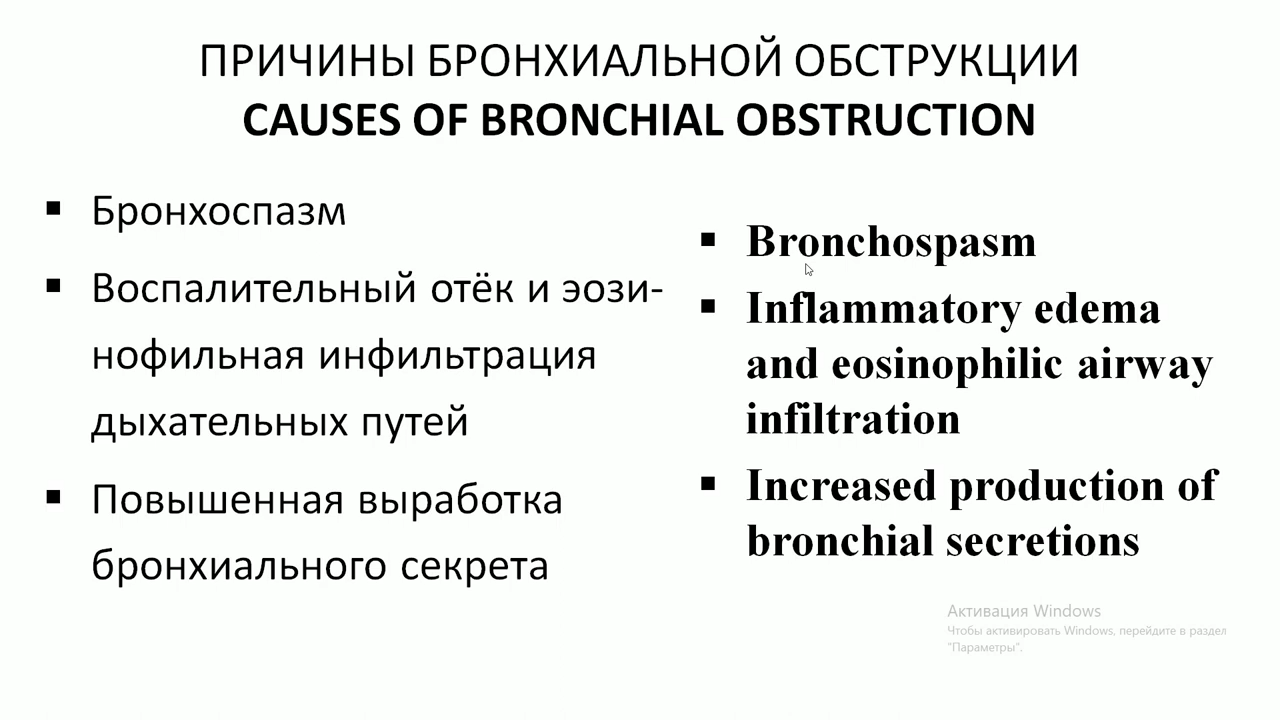 ПРИЧИНЫ БРОНХИАЛЬНОЙ ОБСТРУКЦИИ
CAUSES OF BRONCHIAL OBSTRUCTION
▪ Бронхоспазм
▪ Воспалительный отёк и эози-
нофильная инфильтрация
дыхательных путей
▪ Повышенная выработка
бронхиального секрета
▪ Bronchospasm
▪ Inflammatory edema
and eosinophilic airway
infiltration
▪ Increased production of
bronchial secretions
Активация Windows
Чтобы активировать Windows, перейдите в раздел
"Параметры".